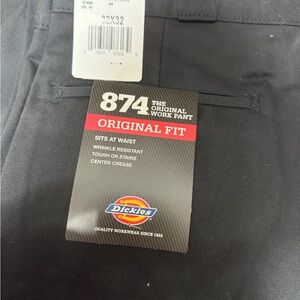 32X32
874 THE ORIGINAL WORK PANT
ORIGINAL FIT
SITS AT WAIST
WRINKLE RESISTANT
TOUGH ON STAINS
CENTER CREASE
Dickies
QUALITY WORKWEAR SINCE 1922